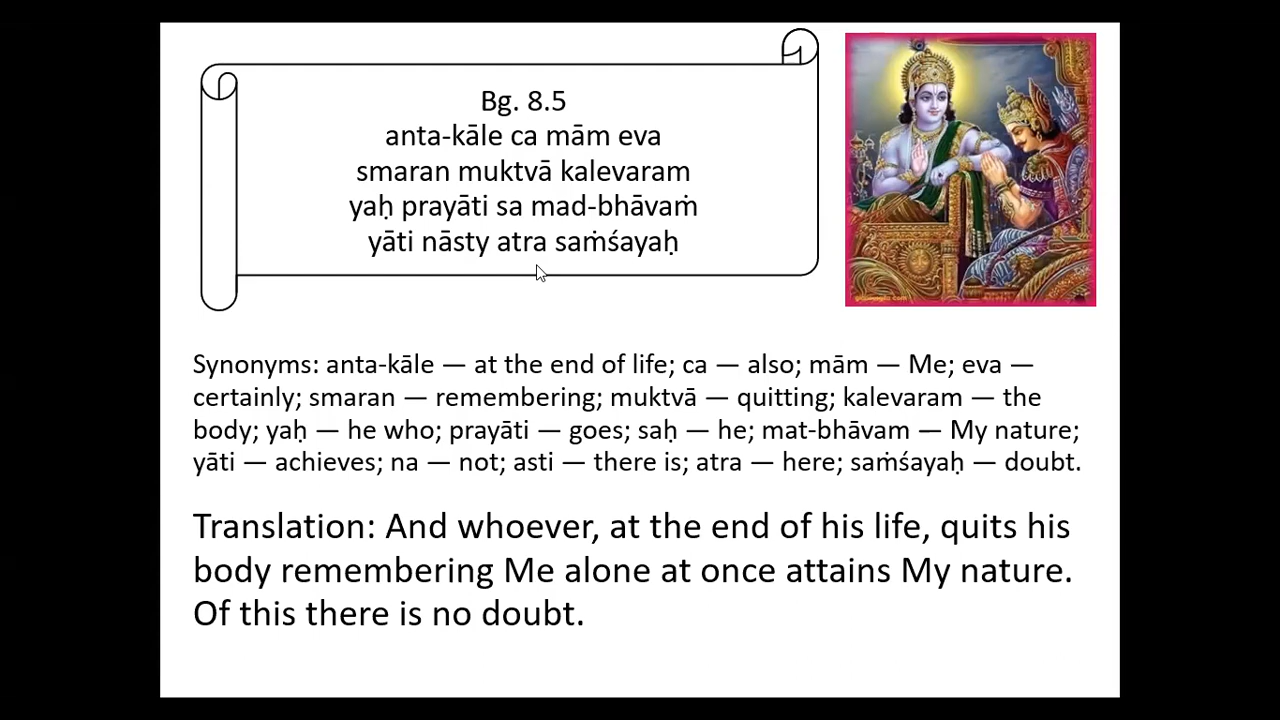 Bg. 8.5
anta-kāle ca mām eva
smaran muktvā kalevaram
yaḥ prayāti sa mad-bhāvaṁ
yāti nāsty atra saṁśayaḥ
Synonyms: anta-kāle — at the end of life; ca — also; mām — Me; eva —
certainly; smaran — remembering; muktvā — quitting; kalevaram — the
body; yaḥ — he who; prayāti — goes; saḥ — he; mat-bhāvam — My nature;
yāti — achieves; na — not; asti — there is; atra — here; saṁśayaḥ — doubt.
Translation: And whoever, at the end of his life, quits his
body remembering Me alone at once attains My nature.
Of this there is no doubt.